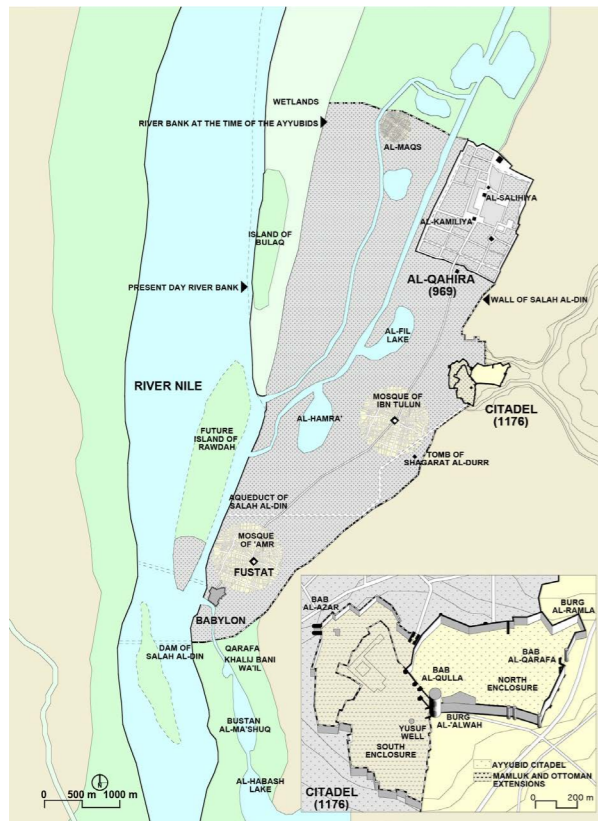 WETLANDS
RIVER BANK AT THE TIME OF THE AYYUBIDS
AL-MAQS
AL-SALIHIYA
AL-KAMILIYA
ISLAND OF
BULAQ
AL-QAHIRA
(969)
PRESENT DAY RIVER BANK
WALL OF SALAH AL-DIN
AL-FIL
LAKE
RIVER NILE
MOSQUE OF
IBN TULUN
CITADEL
(1176)
AL-HAMRA'
FUTURE
ISLAND OF
RAWDAH
TOMB OF
SHAGARAT AL-DURR
AQUEDUCT OF
SALAH AL-DIN
MOSQUE
OF 'AMR
FUSTAT
BABYLON
DAM OF
SALAH AL-DIN
QARAFA
KHALIJ BANI
WA'IL
BUSTAN
AL-MA'SHUQ
AL-HABASH
LAKE
0 500 m 1000 m
BAB
AL-AZAR
BURG
AL-RAMLA
BAB
AL-QARAFA
BAB
AL-QULLA
NORTH
ENCLOSURE
YUSUF
WELL
BURG
AL-'ALWAH
SOUTH
ENCLOSURE
AYYUBID CITADEL
MAMLUK AND OTTOMAN
EXTENSIONS
CITADEL
(1176)
0 200 m